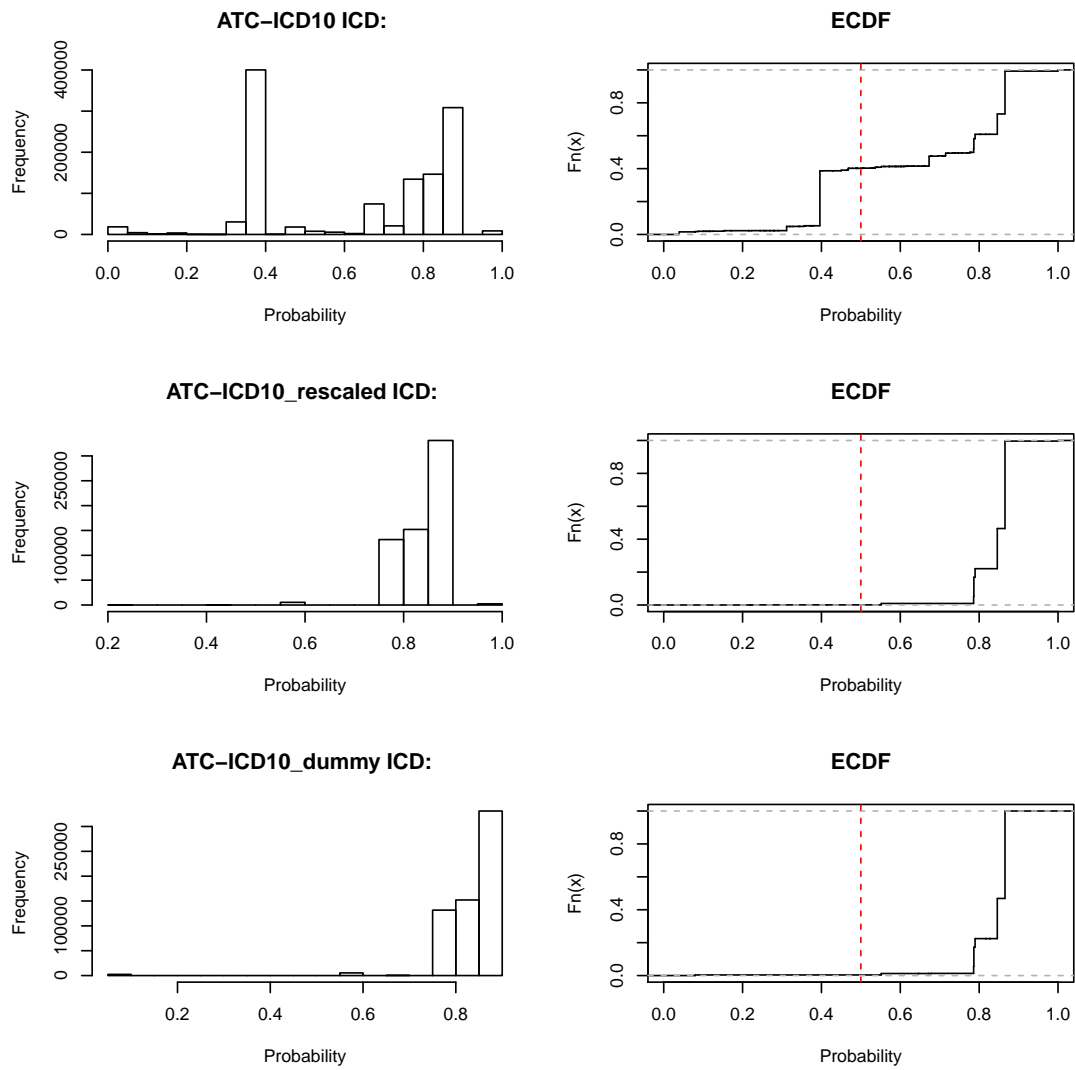 ATC−ICD10 ICD:
Frequency
0
200000
400000
0.0 0.2 0.4 0.6 0.8 1.0
Probability
ECDF
Fn(x)
0.0
0.4
0.8
0.0 0.2 0.4 0.6 0.8 1.0
Probability
ATC−ICD10_rescaled ICD:
Frequency
0
100000
250000
0.2 0.4 0.6 0.8 1.0
Probability
ECDF
Fn(x)
0.0
0.4
0.8
0.0 0.2 0.4 0.6 0.8 1.0
Probability
ATC−ICD10_dummy ICD:
Frequency
0
100000
250000
0.2 0.4 0.6 0.8
Probability
ECDF
Fn(x)
0.0
0.4
0.8
0.0 0.2 0.4 0.6 0.8 1.0
Probability